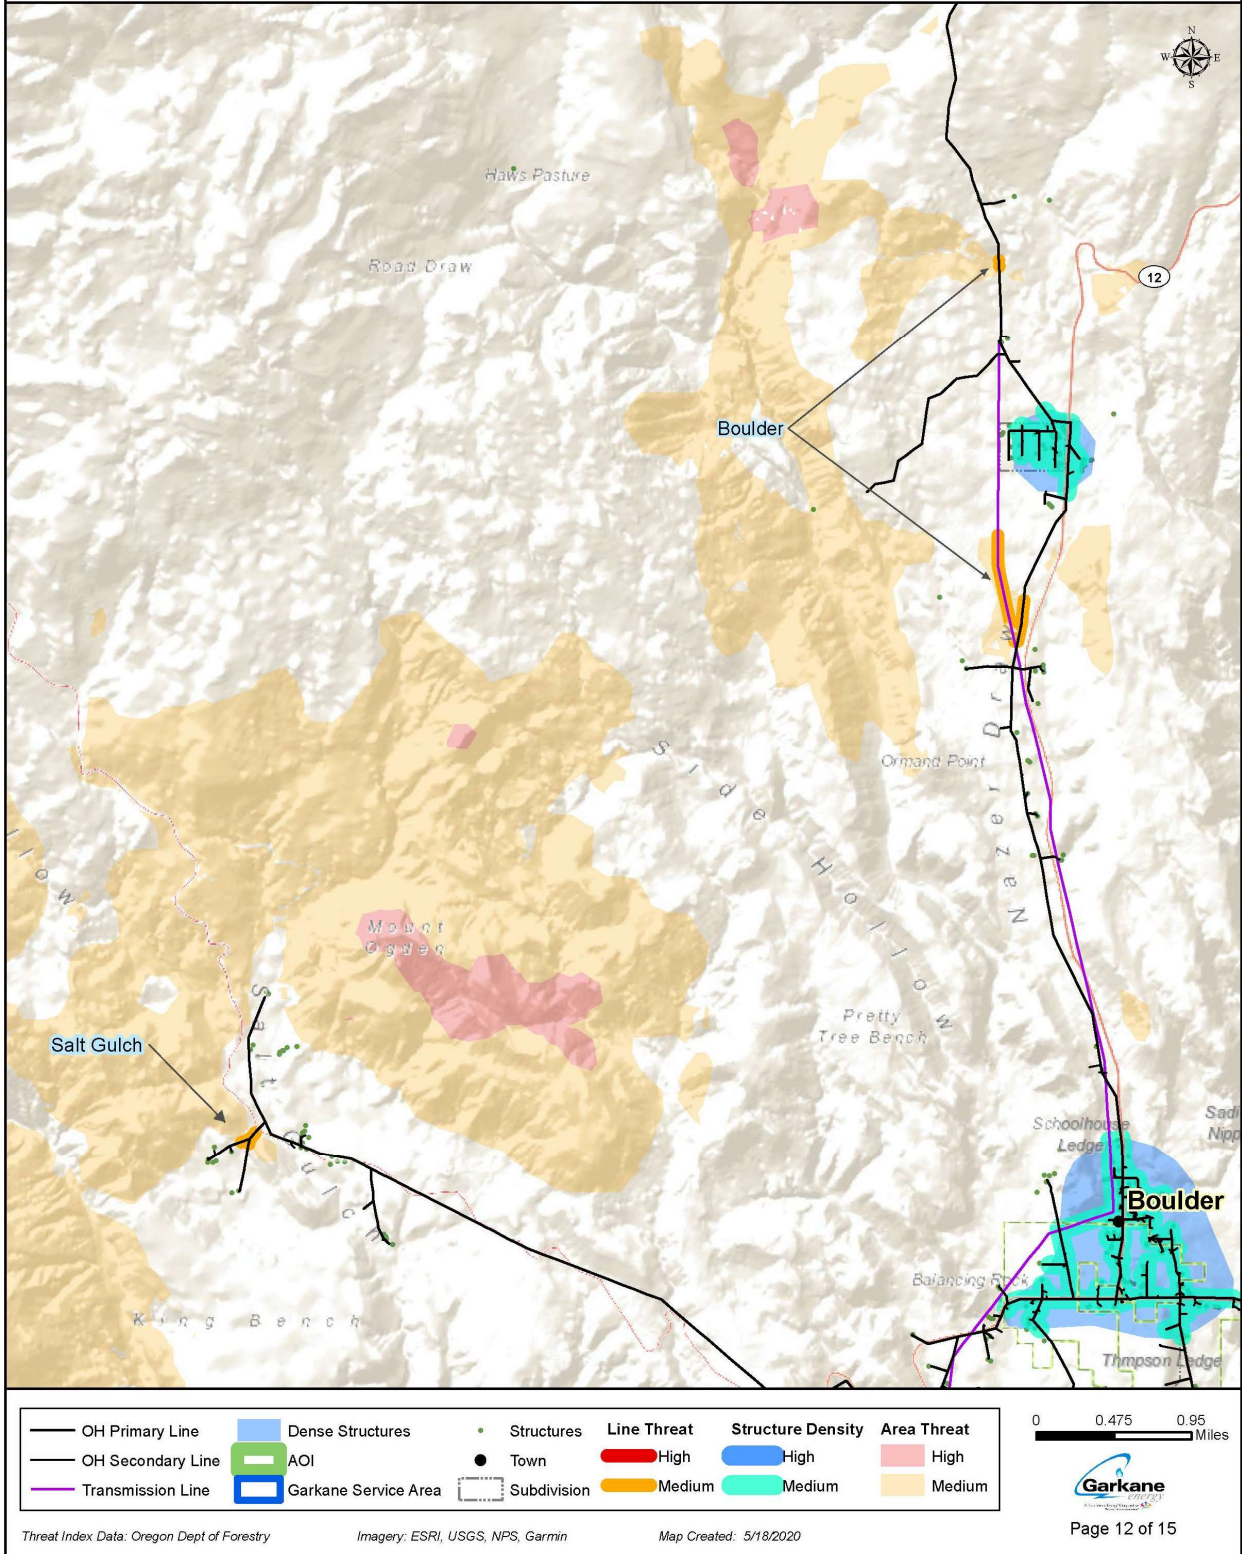 N
W E
S
Haws Pasture
Road Draw
12
Boulder
Nazer Draw
Ormand Point
Side Hollow
llow
Mount
Ogden
Salt Gulch
Salt Gulch
Pretty
Tree Bench
Schoolhouse
Ledge
Sadi
Nipp
Boulder
Balancing Rock
King Bench
Thmpson Ledge
OH Primary Line
OH Secondary Line
Transmission Line
Dense Structures
AOI
Garkane Service Area
Structures
Town
Subdivision
Line Threat
High
Medium
Structure Density
High
Medium
Area Threat
High
Medium
0 0.475 0.95
Miles
Garkane
energy
Page 12 of 15
Threat Index Data: Oregon Dept of Forestry
Imagery: ESRI, USGS, NPS, Garmin
Map Created: 5/18/2020